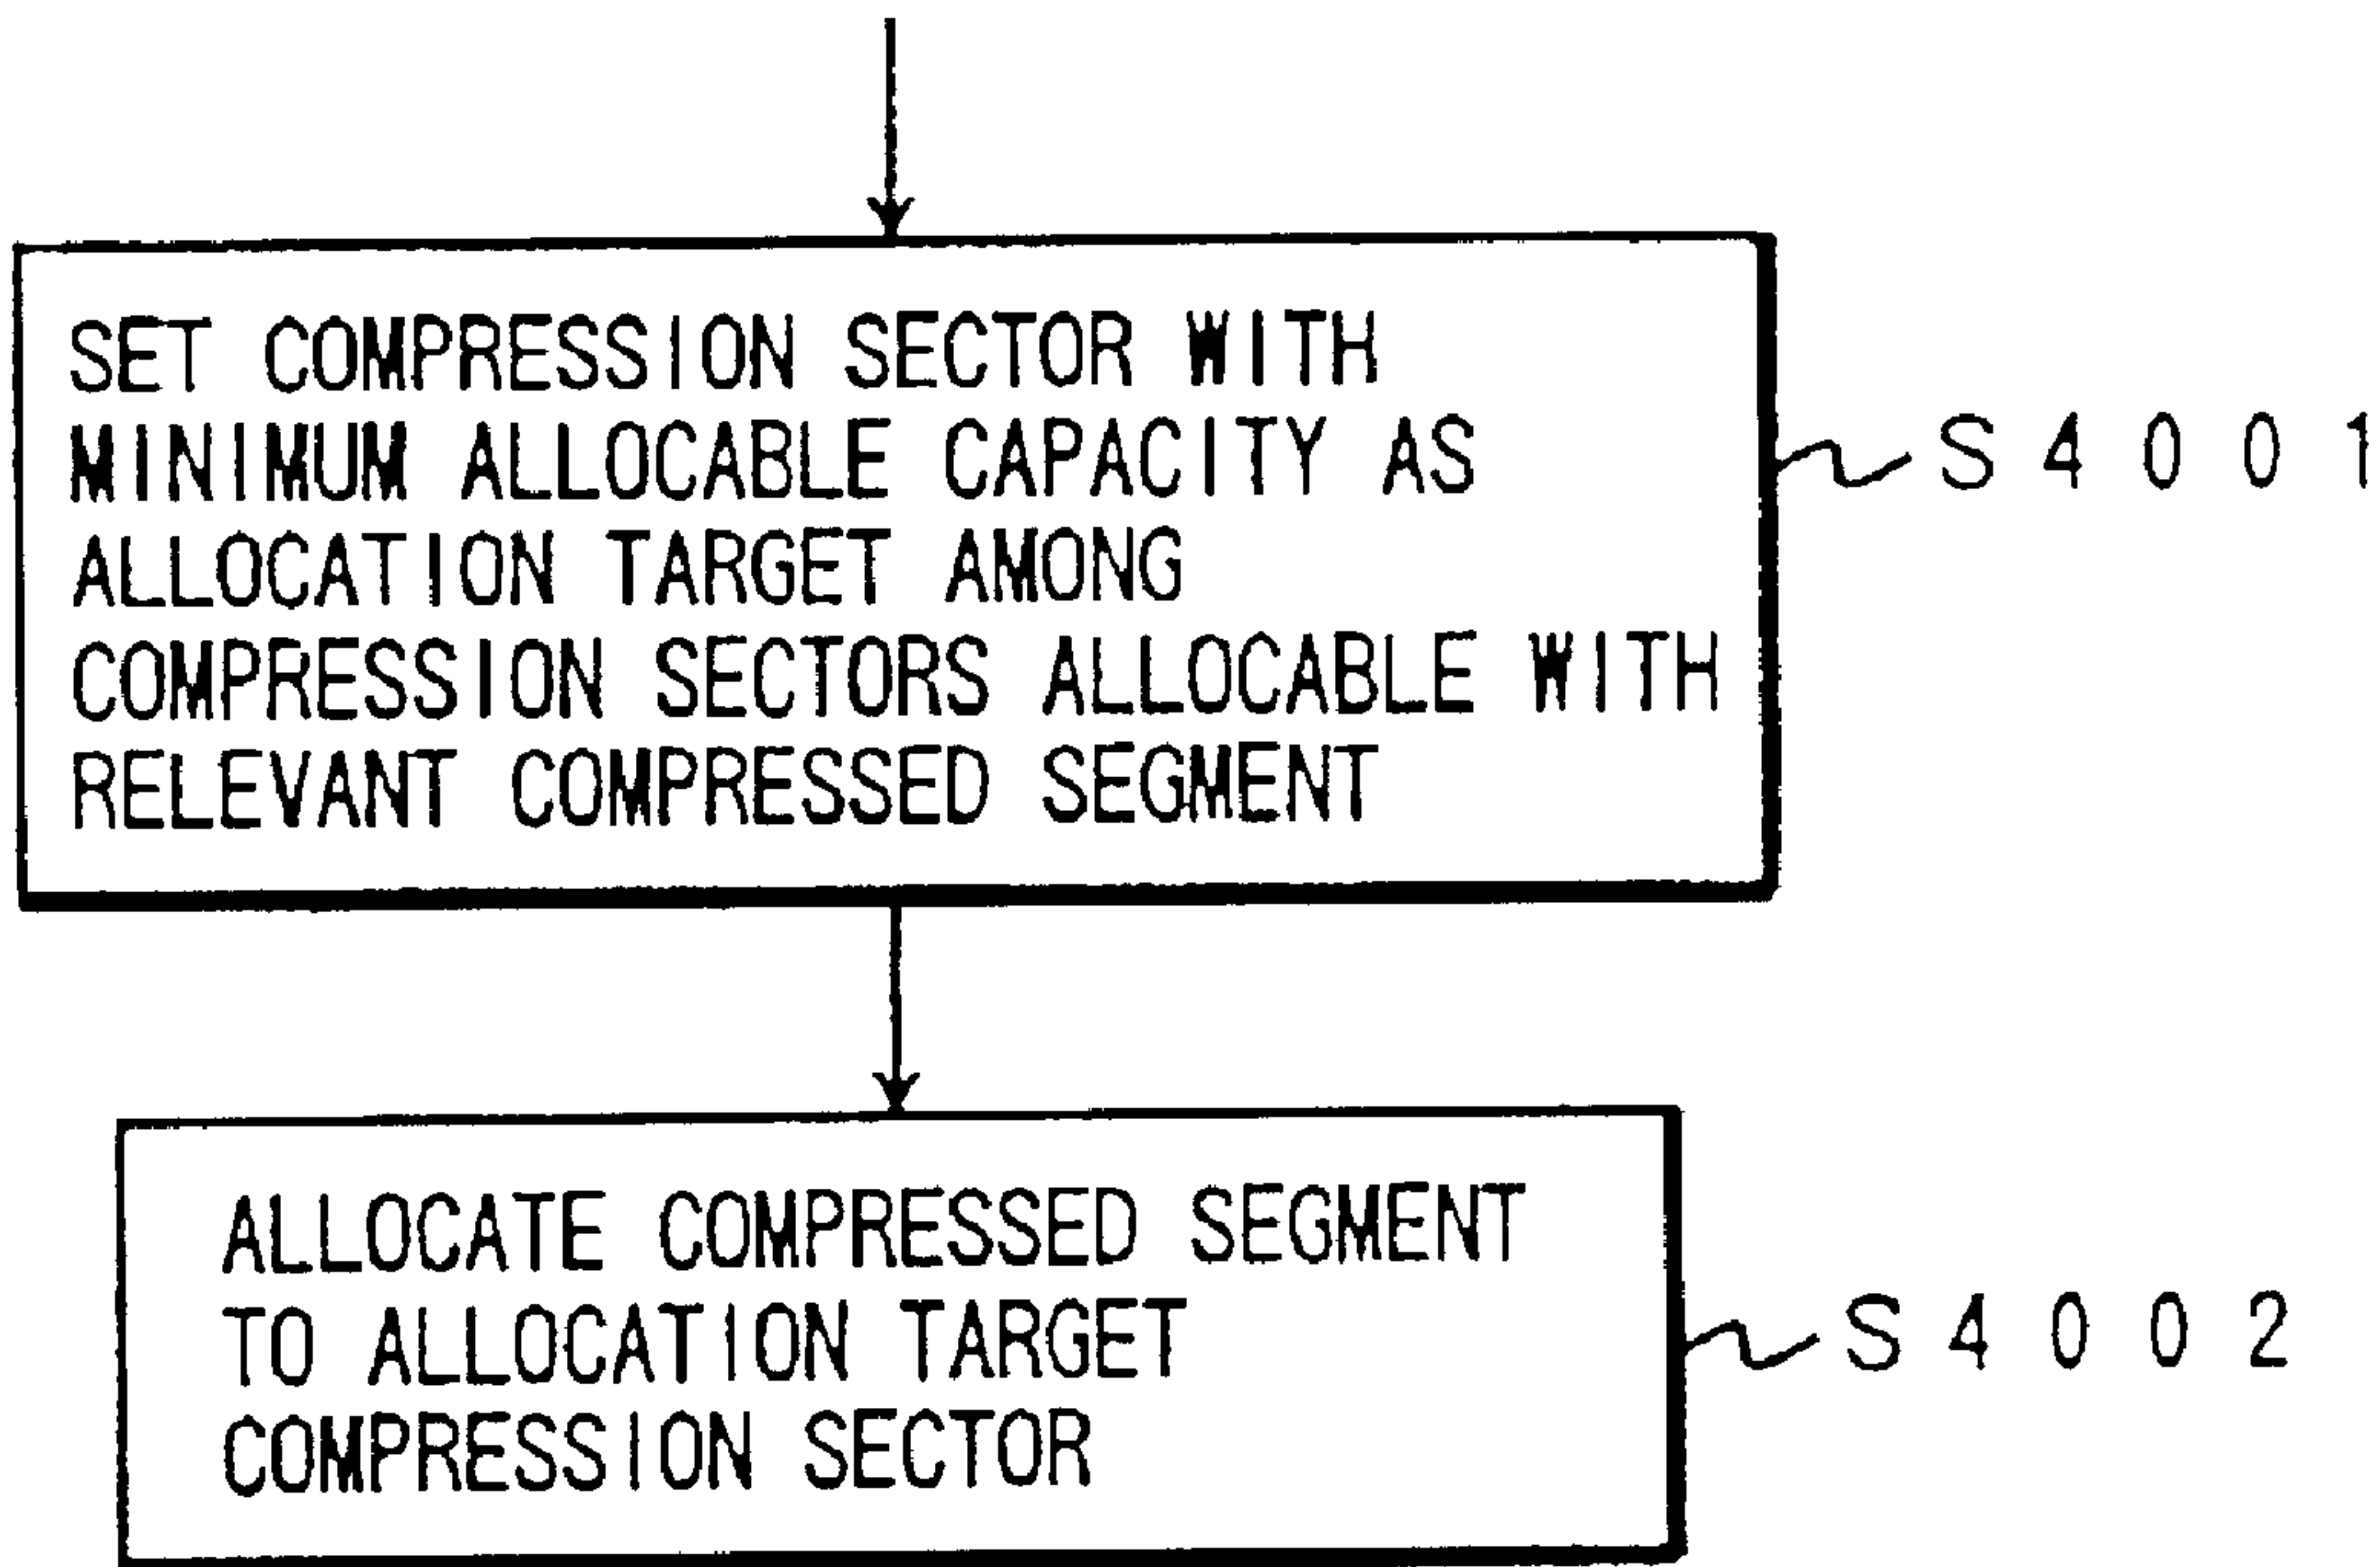 SET COMPRESSION SECTOR WITH
MINIMUM ALLOCABLE CAPACITY AS
ALLOCATION TARGET AMONG
COMPRESSION SECTORS ALLOCABLE WITH
RELEVANT COMPRESSED SEGMENT
S4001
ALLOCATE COMPRESSED SEGMENT
TO ALLOCATION TARGET
COMPRESSION SECTOR
S4002